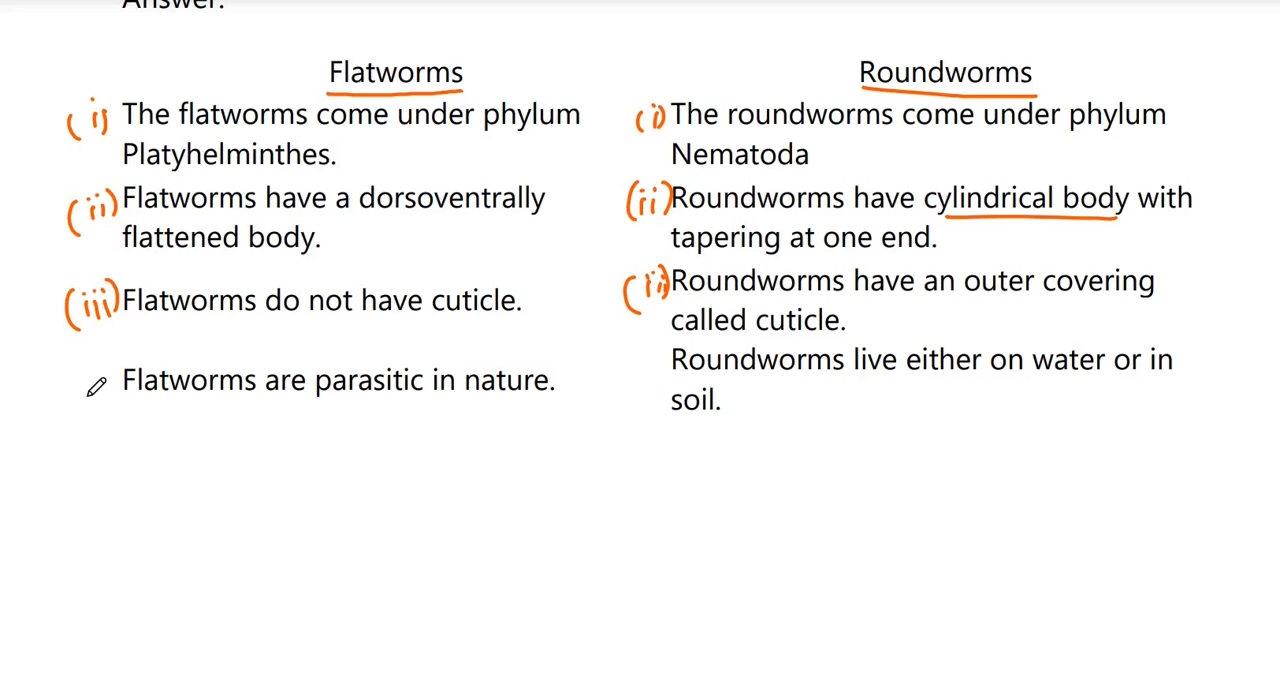 Answer.
Flatworms
Roundworms
(i) The flatworms come under phylum
Platyhelminthes.
(i) The roundworms come under phylum
Nematoda
(ii) Flatworms have a dorsoventrally
flattened body.
(ii) Roundworms have cylindrical body with
tapering at one end.
(iii) Flatworms do not have cuticle.
(iii) Roundworms have an outer covering
called cuticle.
Flatworms are parasitic in nature.
Roundworms live either on water or in
soil.